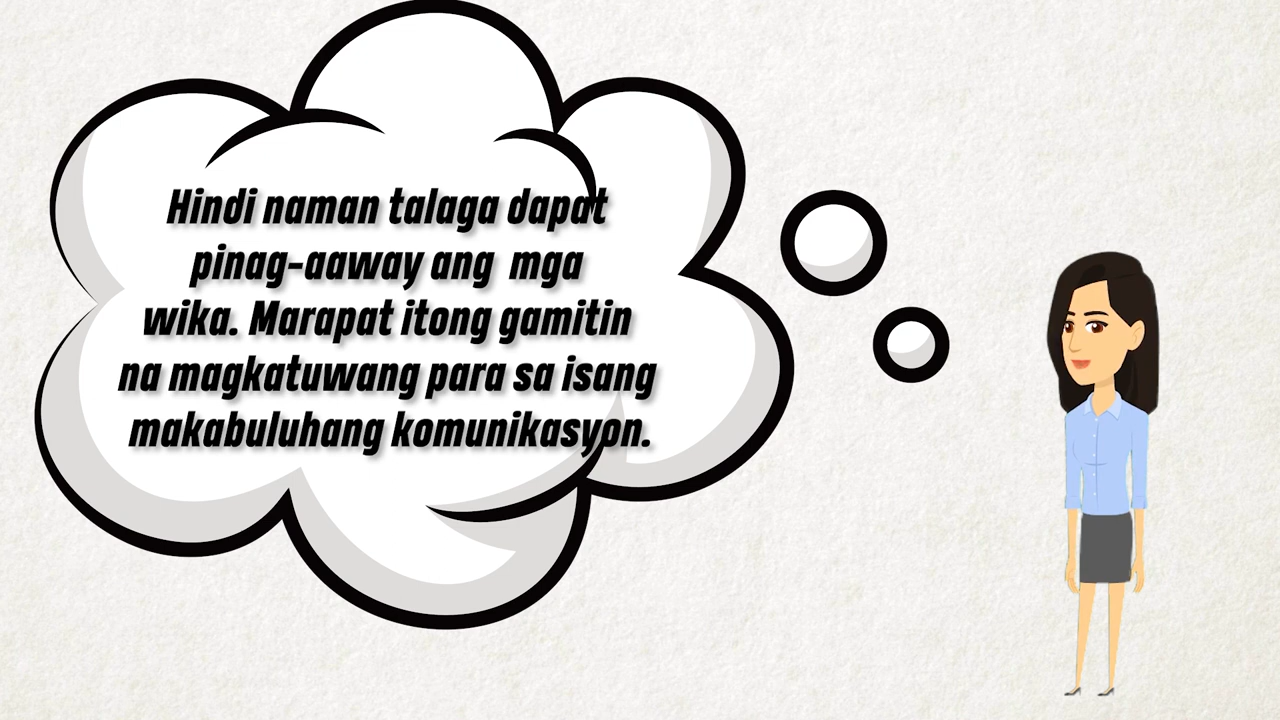 Hindi naman talaga dapat
pinag-aaway ang mga
wika. Marapat itong gamitin
na magkatuwang para sa isang
makabuluhang komunikasyon.